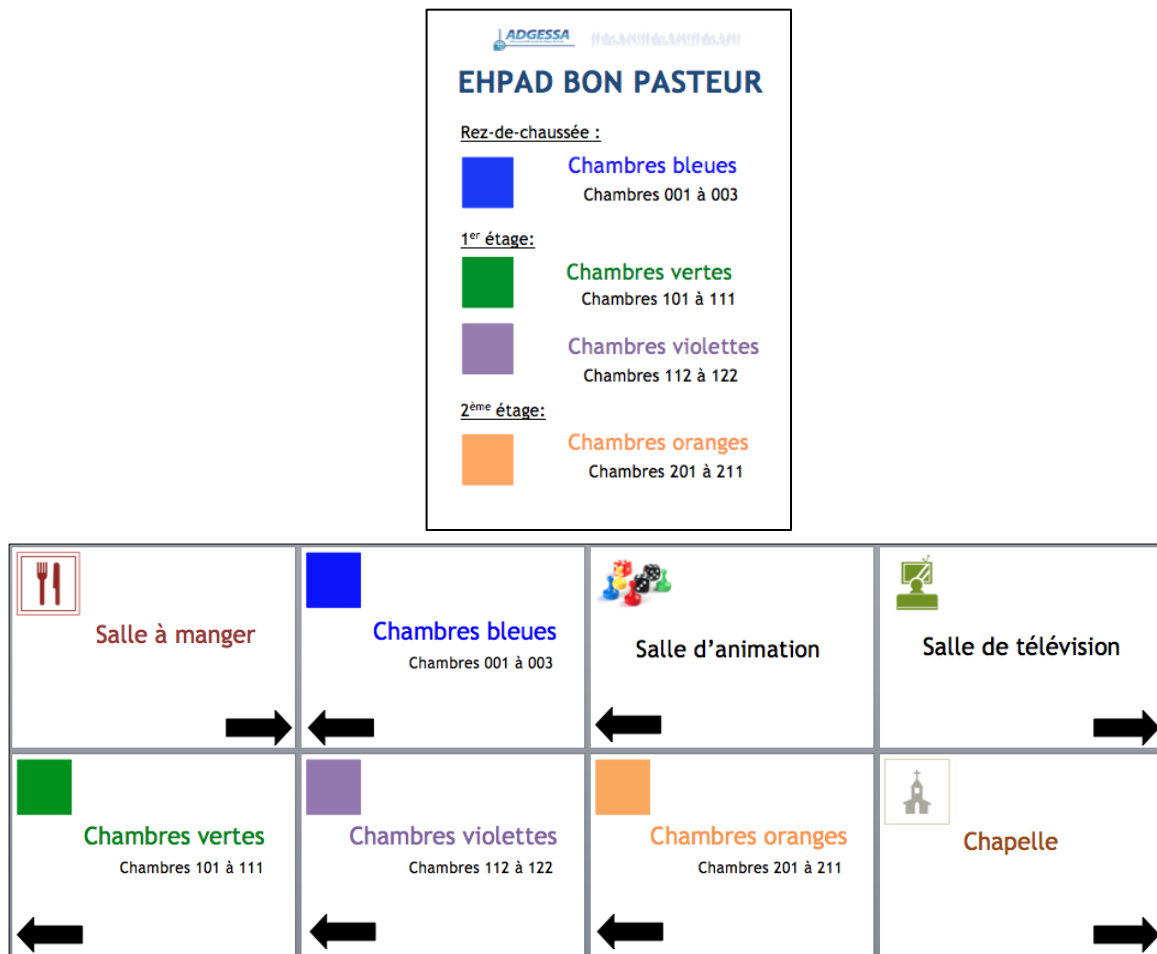 ADGESSA
EHPAD BON PASTEUR
Rez-de-chaussée :
Chambres bleues
Chambres 001 à 003
1er étage:
Chambres vertes
Chambres 101 à 111
Chambres violettes
Chambres 112 à 122
2ème étage:
Chambres oranges
Chambres 201 à 211
Salle à manger
Chambres bleues
Chambres 001 à 003
Salle d’animation
Salle de télévision
Chambres vertes
Chambres 101 à 111
Chambres violettes
Chambres 112 à 122
Chambres oranges
Chambres 201 à 211
Chapelle